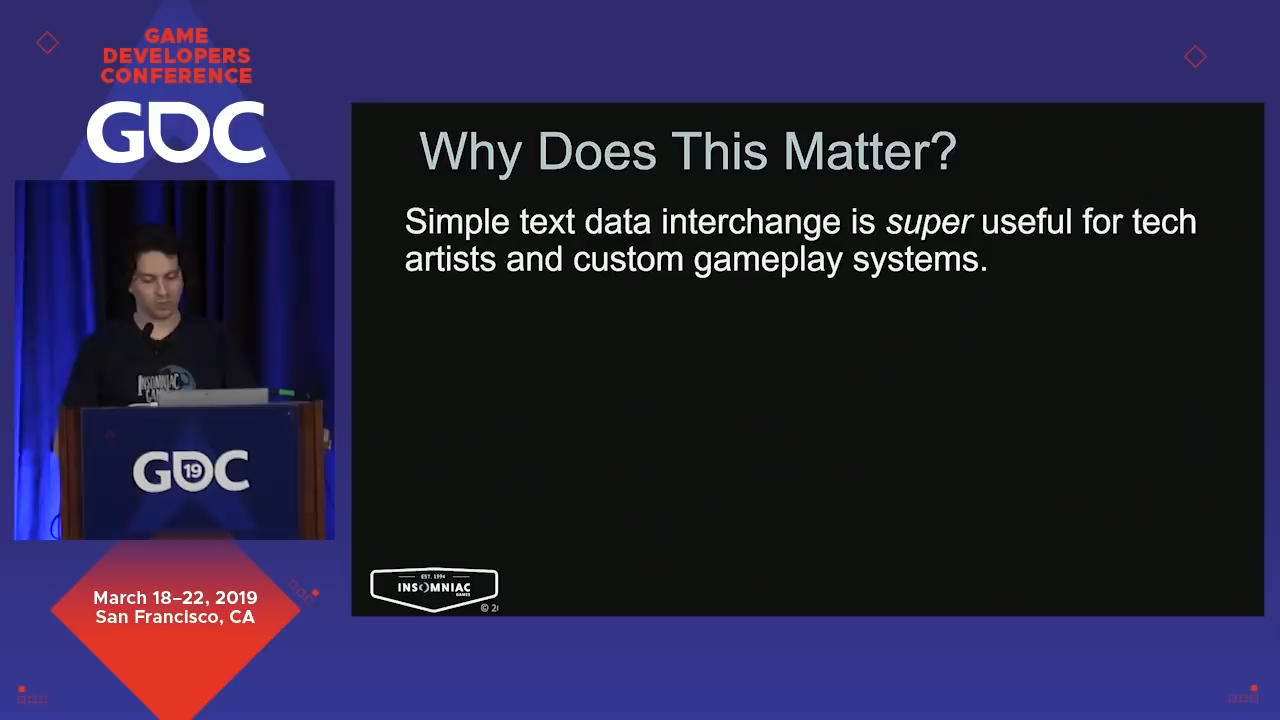 GAME
DEVELOPERS
CONFERENCE
GDC
Why Does This Matter?
Simple text data interchange is super useful for tech
artists and custom gameplay systems.
INSOMNIAC
GDC
19
EST. 1994
INSOMNIAC
GAMES
©
March 18–22, 2019
San Francisco, CA